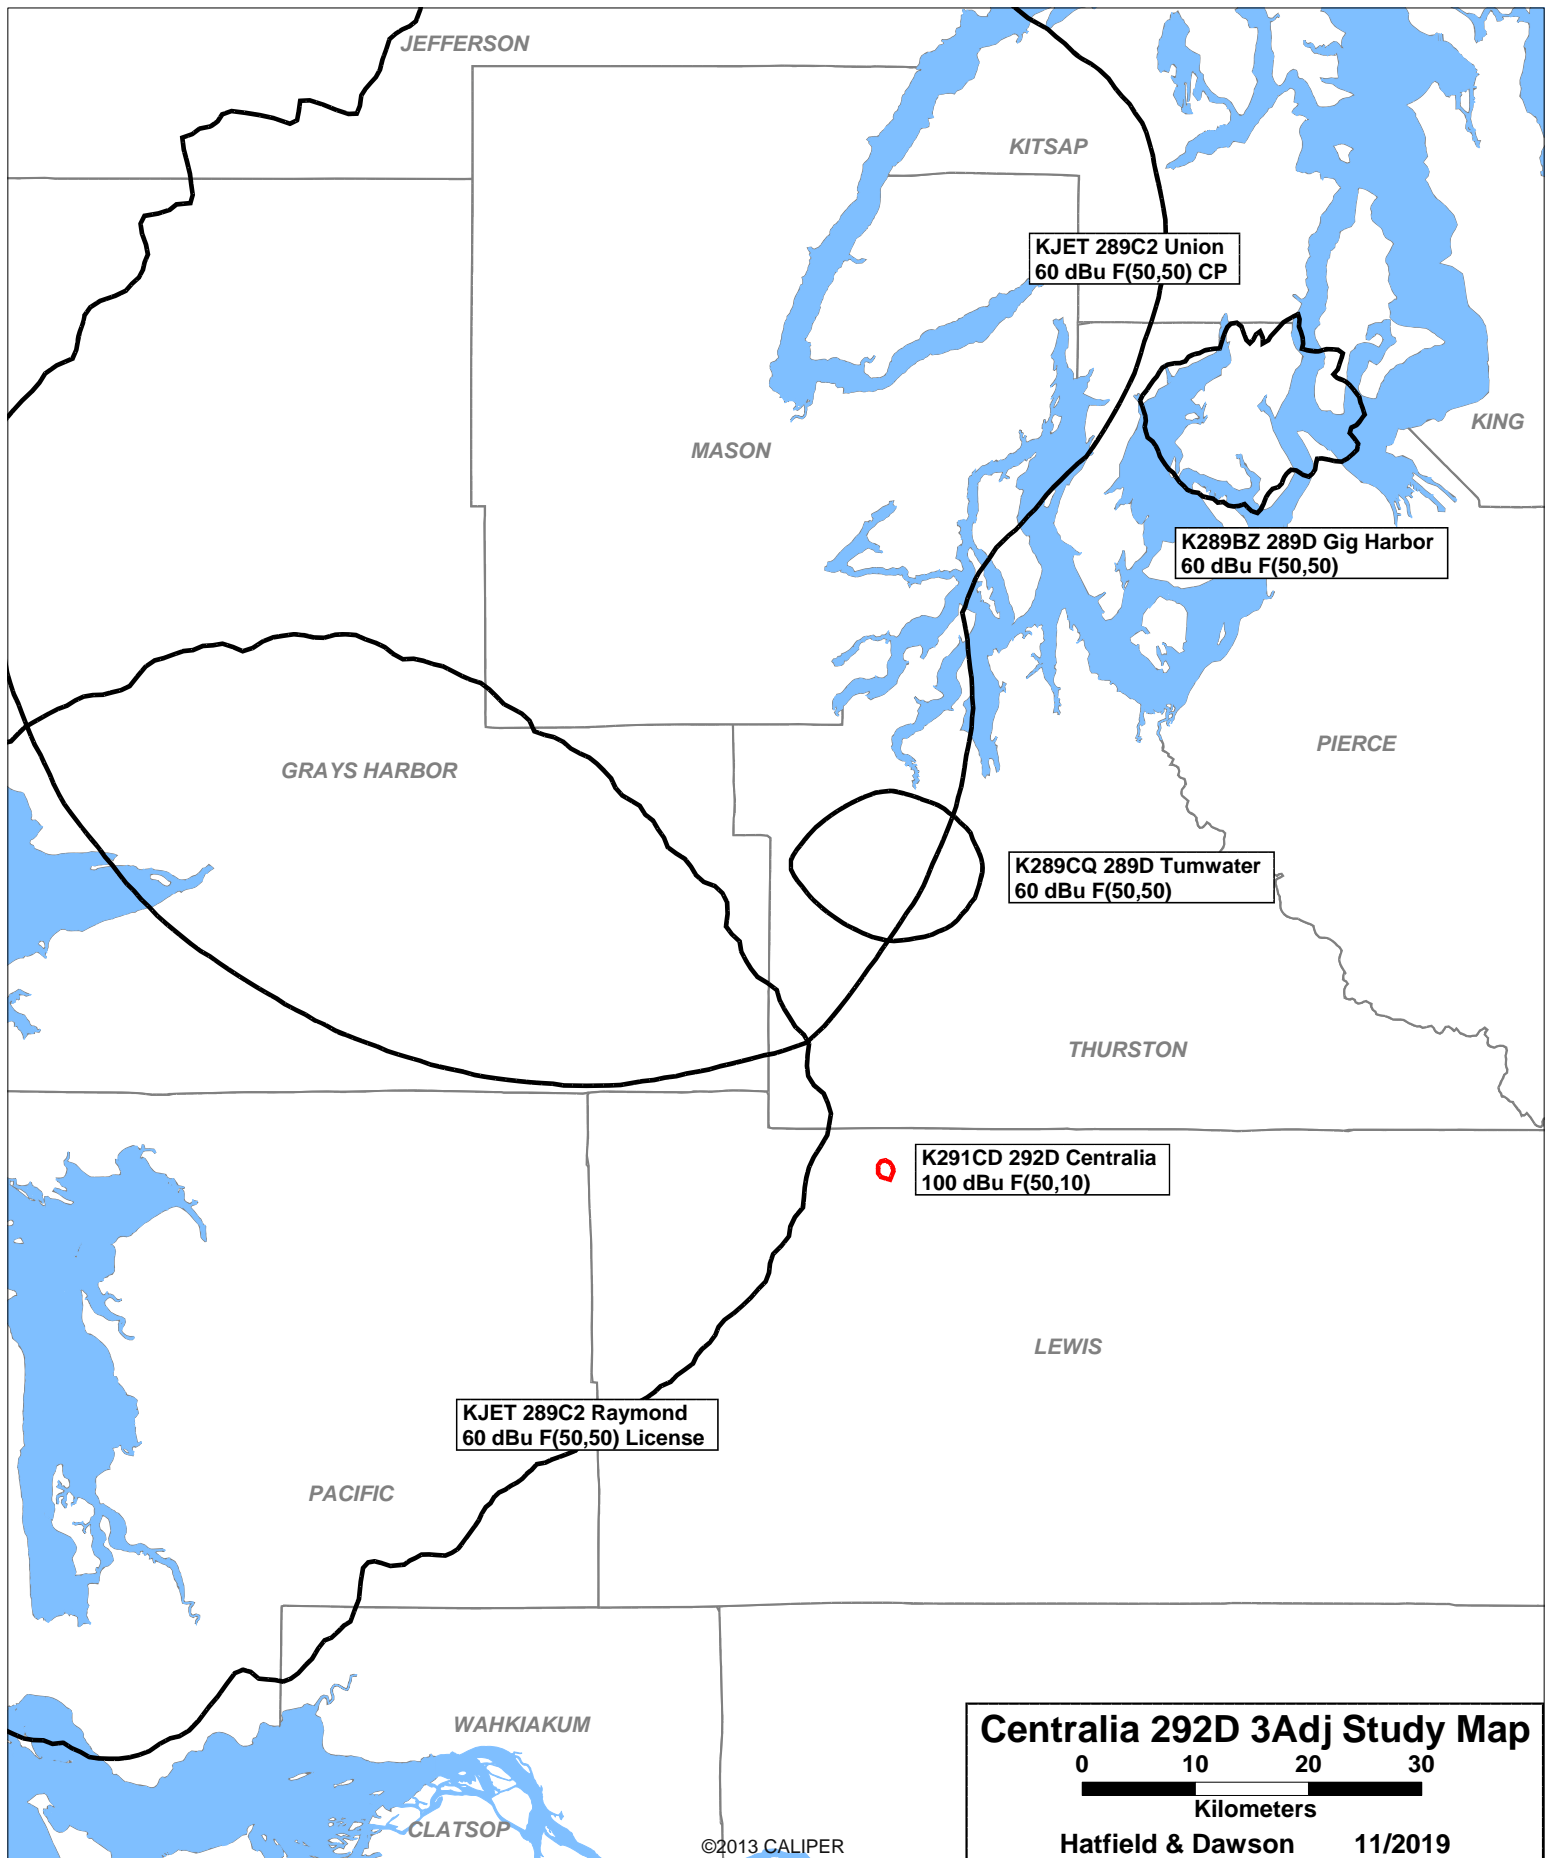 JEFFERSON
KITSAP
KJET 289C2 Union
60 dBu F(50,50) CP
KING
MASON
K289BZ 289D Gig Harbor
60 dBu F(50,50)
PIERCE
GRAYS HARBOR
K289CQ 289D Tumwater
60 dBu F(50,50)
THURSTON
K291CD 292D Centralia
100 dBu F(50,10)
LEWIS
KJET 289C2 Raymond
60 dBu F(50,50) License
PACIFIC
WAHKIAKUM
CLATSOP
©2013 CALIPER
Centralia 292D 3Adj Study Map
0 10 20 30
Kilometers
Hatfield & Dawson 11/2019